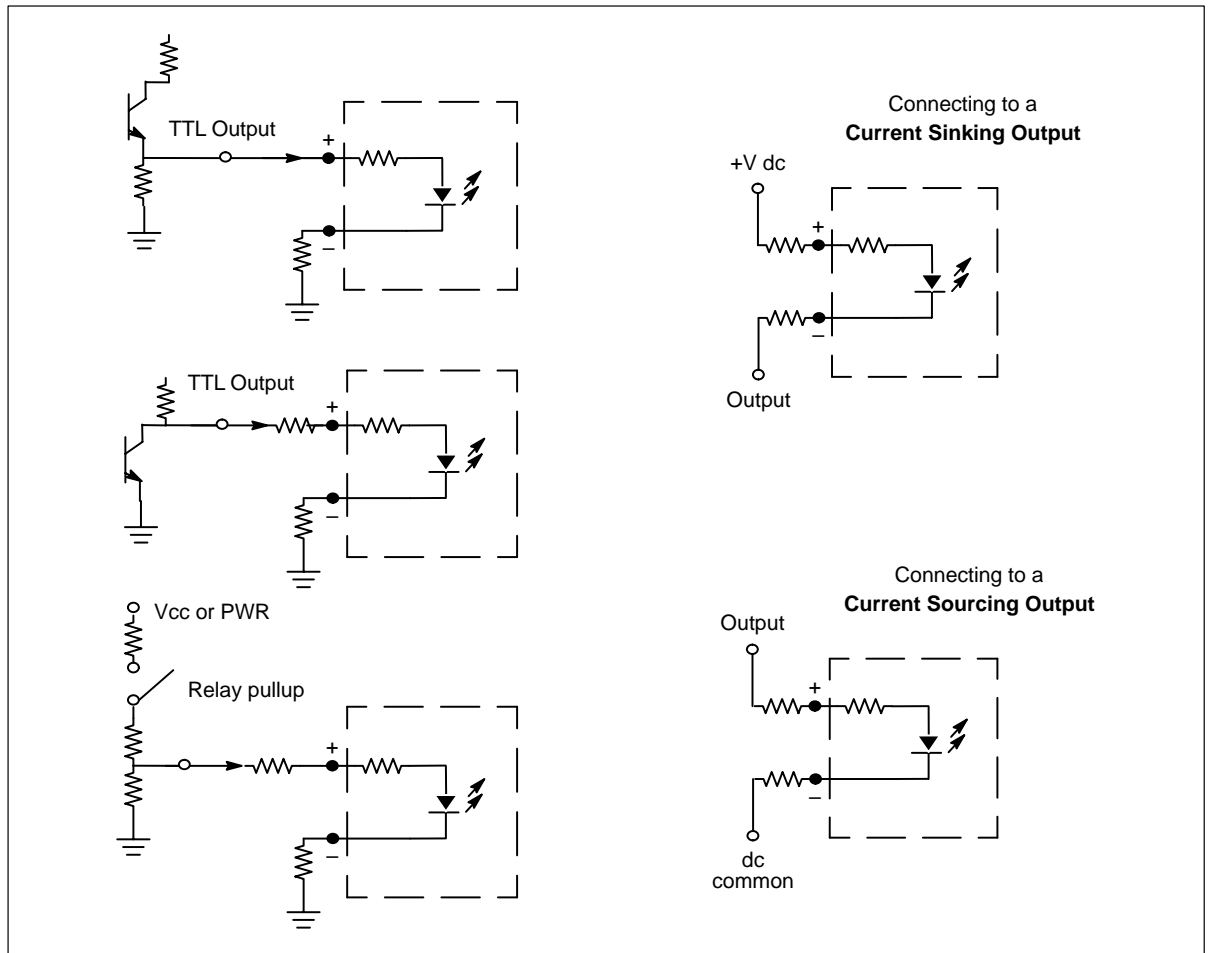 TTL Output
+
–
TTL Output
+
–
Vcc or PWR
Relay pullup
+
–
Connecting to a
Current Sinking Output
+V dc
+
–
Output
Connecting to a
Current Sourcing Output
Output
+
–
dc
common